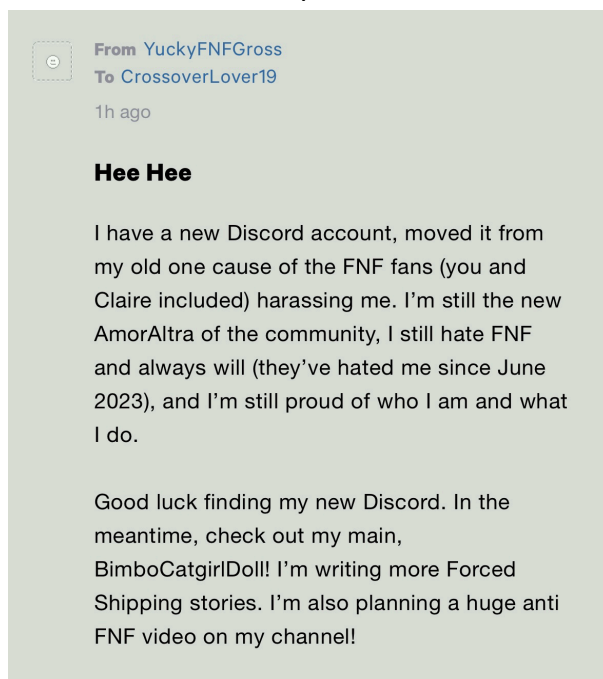 From YuckyFNFGross
To CrossoverLover19
1h ago
Hee Hee
I have a new Discord account, moved it from
my old one cause of the FNF fans (you and
Claire included) harassing me. I'm still the new
AmorAltra of the community, I still hate FNF
and always will (they've hated me since June
2023), and I'm still proud of who I am and what
I do.
Good luck finding my new Discord. In the
meantime, check out my main,
BimboCatgirlDoll! I'm writing more Forced
Shipping stories. I'm also planning a huge anti
FNF video on my channel!